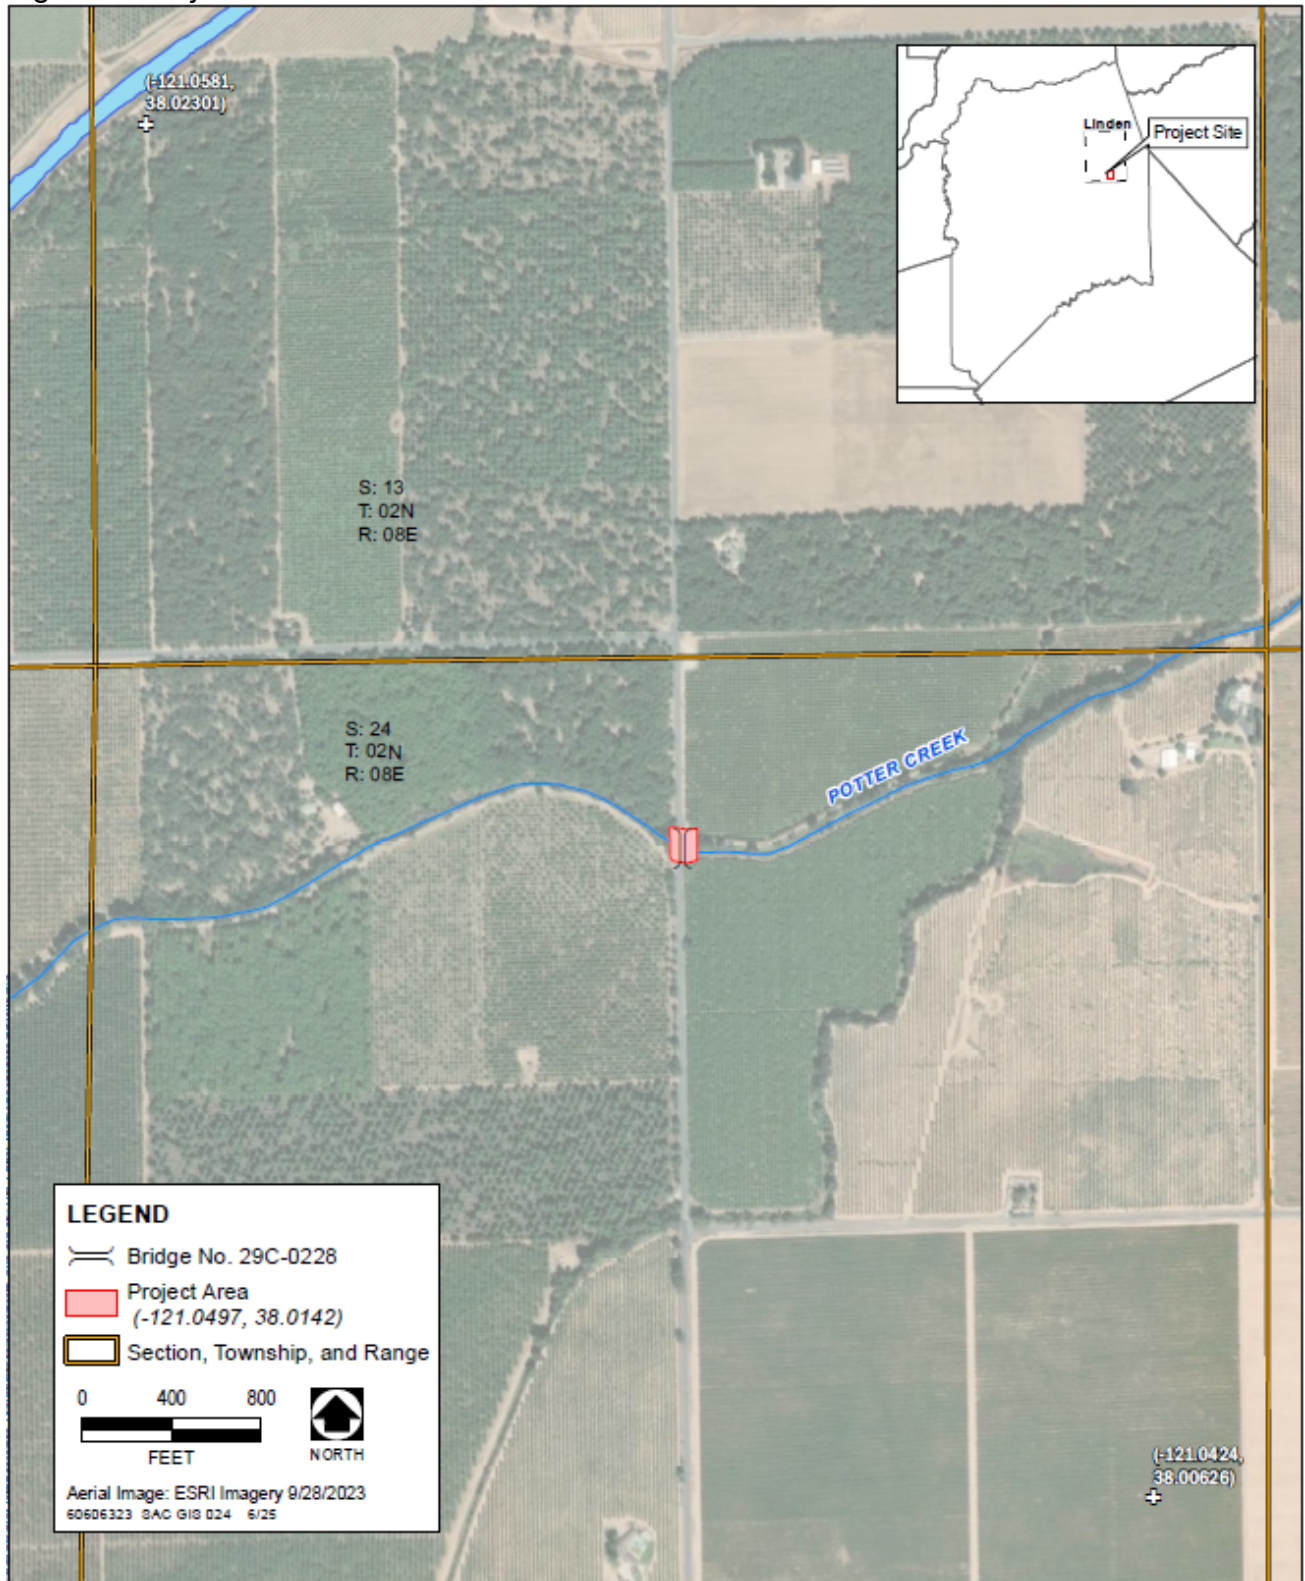 (-121.0581,
38.02301)
Linden
Project Site
S: 13
T: 02N
R: 08E
S: 24
T: 02N
R: 08E
POTTER CREEK
LEGEND
Bridge No. 29C-0228
Project Area
(-121.0497, 38.0142)
Section, Township, and Range
0 400 800
FEET
NORTH
Aerial Image: ESRI Imagery 9/28/2023
60606323 SAC GIS 024 6/25
(-121.0424,
38.00626)